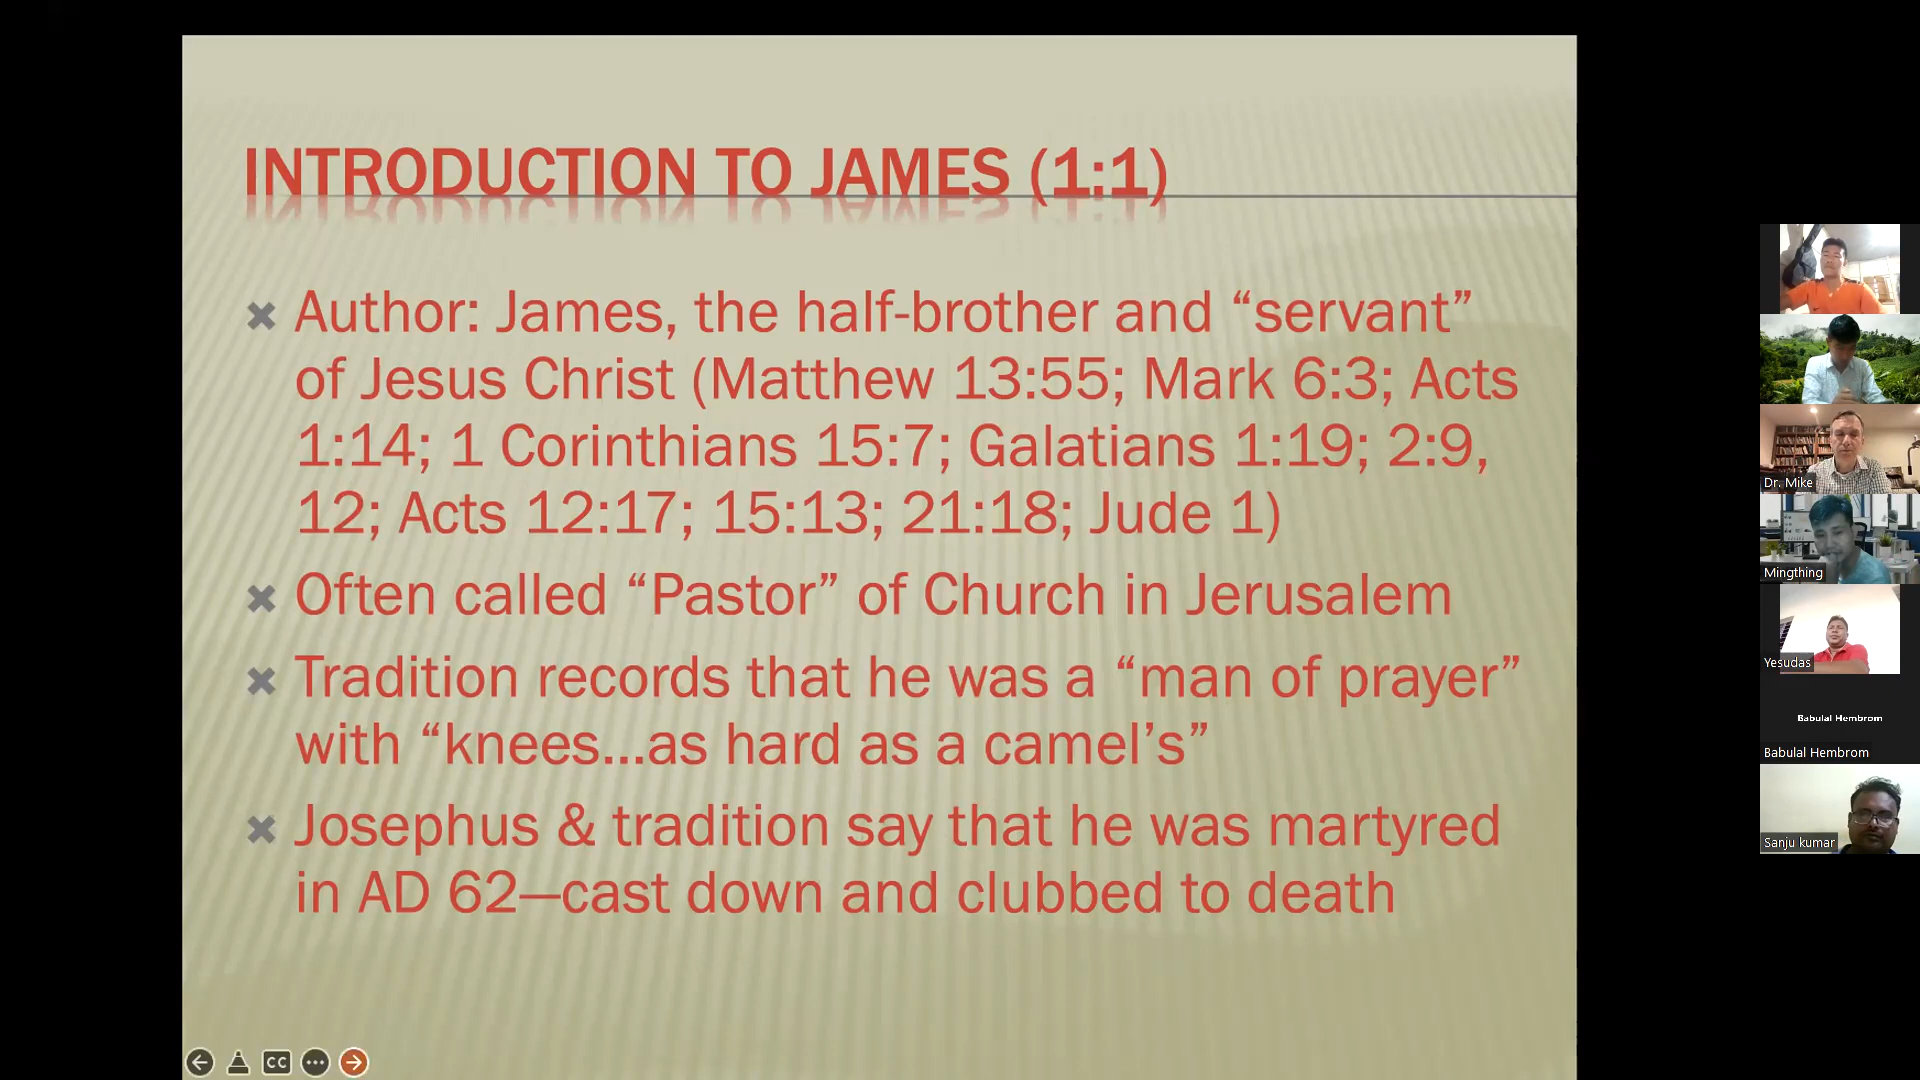 INTRODUCTION TO JAMES (1:1)
Author: James, the half-brother and “servant”
of Jesus Christ (Matthew 13:55; Mark 6:3; Acts
1:14; 1 Corinthians 15:7; Galatians 1:19; 2:9,
12; Acts 12:17; 15:13; 21:18; Jude 1)
Often called “Pastor” of Church in Jerusalem
Tradition records that he was a “man of prayer”
with “knees...as hard as a camel’s”
Josephus & tradition say that he was martyred
in AD 62—cast down and clubbed to death
CC
Dr. Mike
Mingthing
Yesudas
Babulal Hembrom
Babulal Hembrom
Sanju kumar